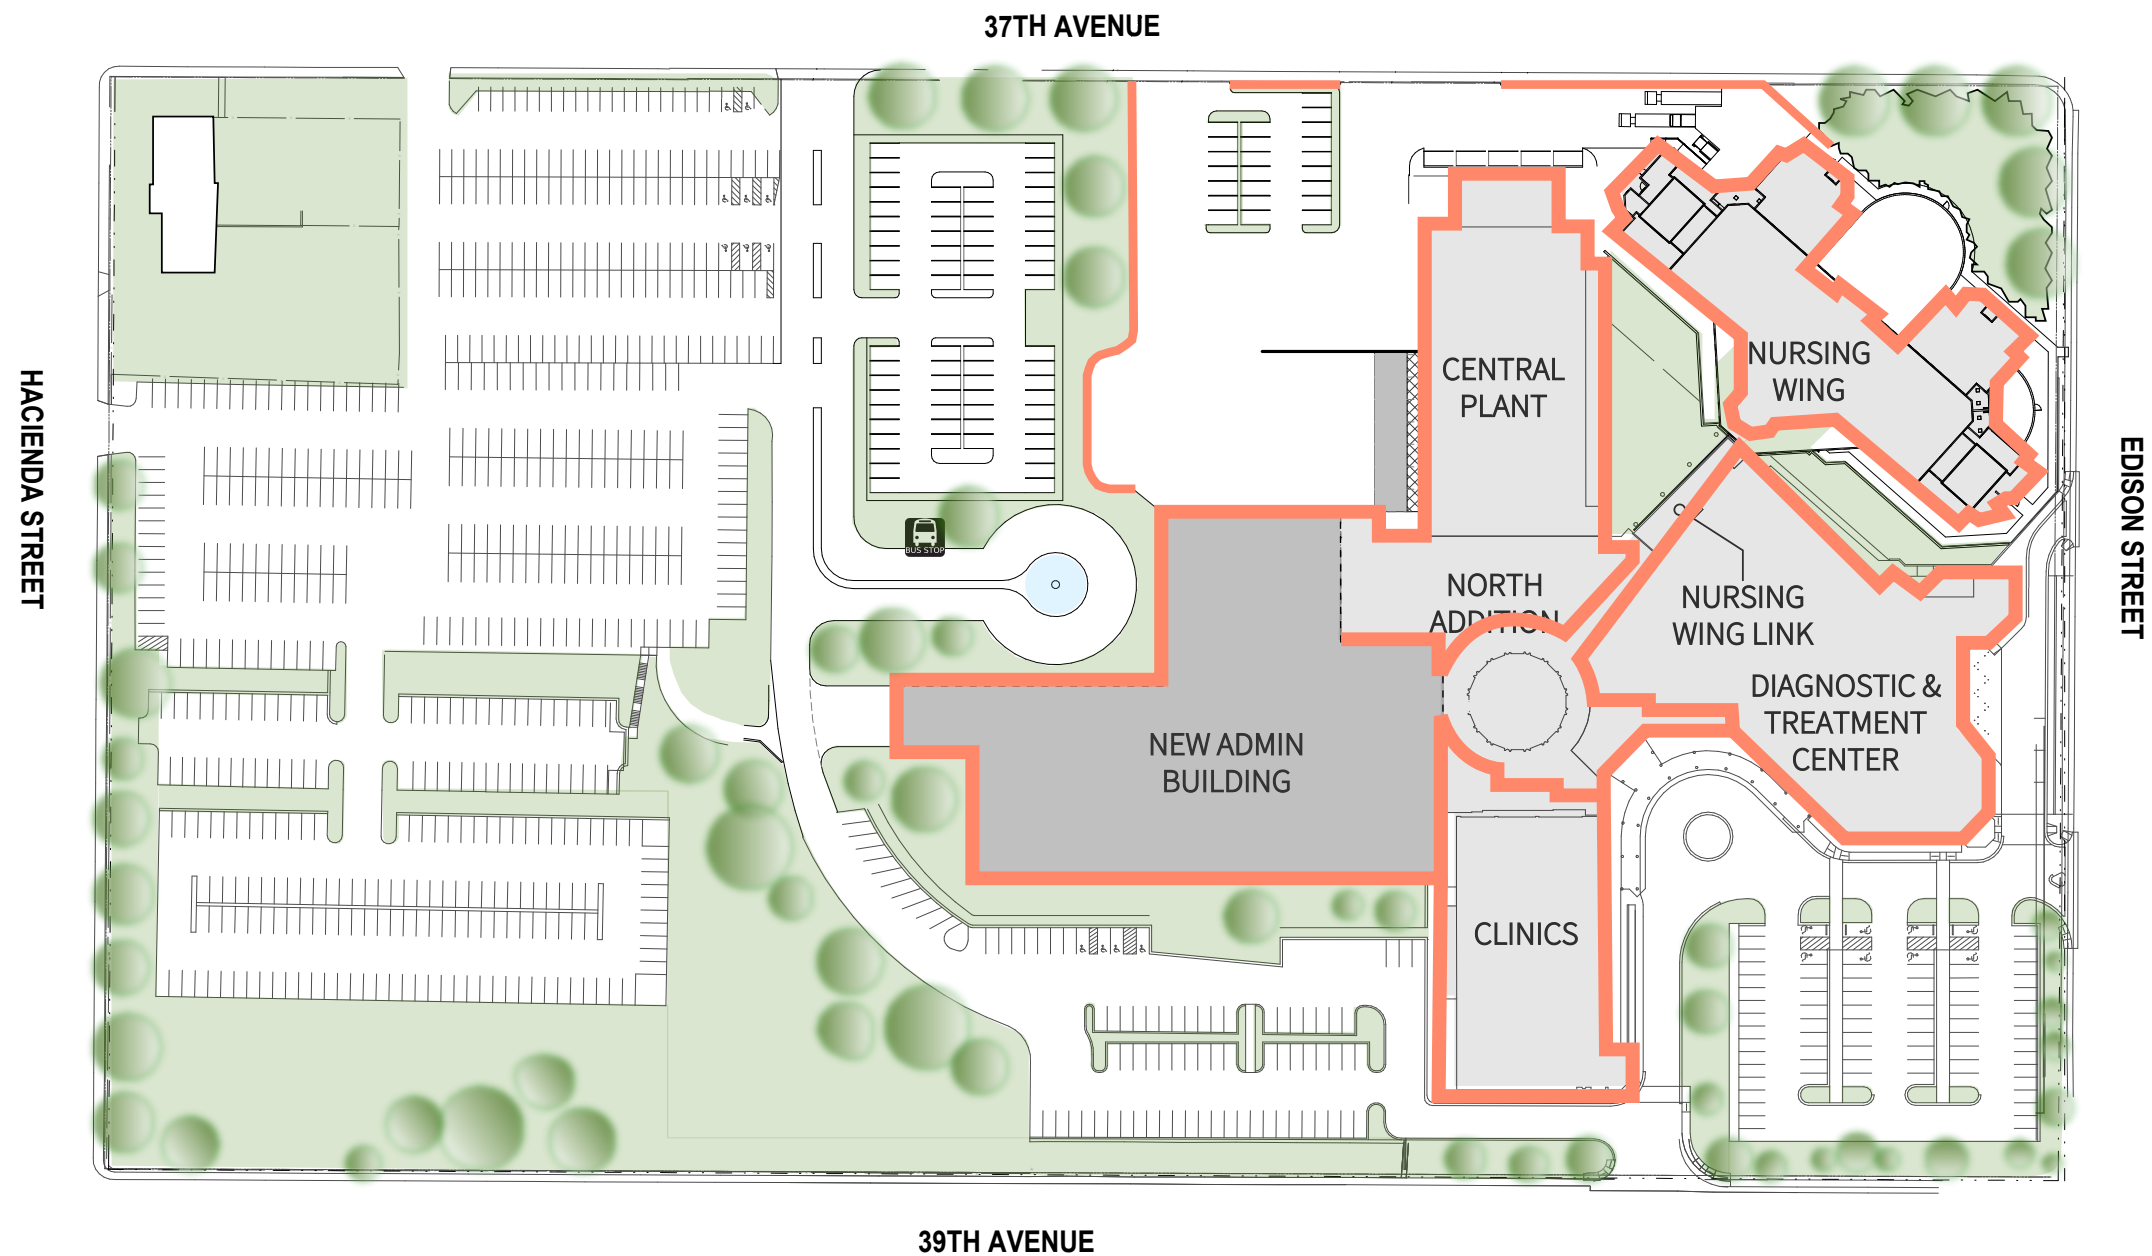 37TH AVENUE
HACIENDA STREET
EDISON STREET
CENTRAL
PLANT
NURSING
WING
BUS STOP
NORTH
ADDITION
NURSING
WING LINK
DIAGNOSTIC &
TREATMENT
CENTER
NEW ADMIN
BUILDING
CLINICS
39TH AVENUE